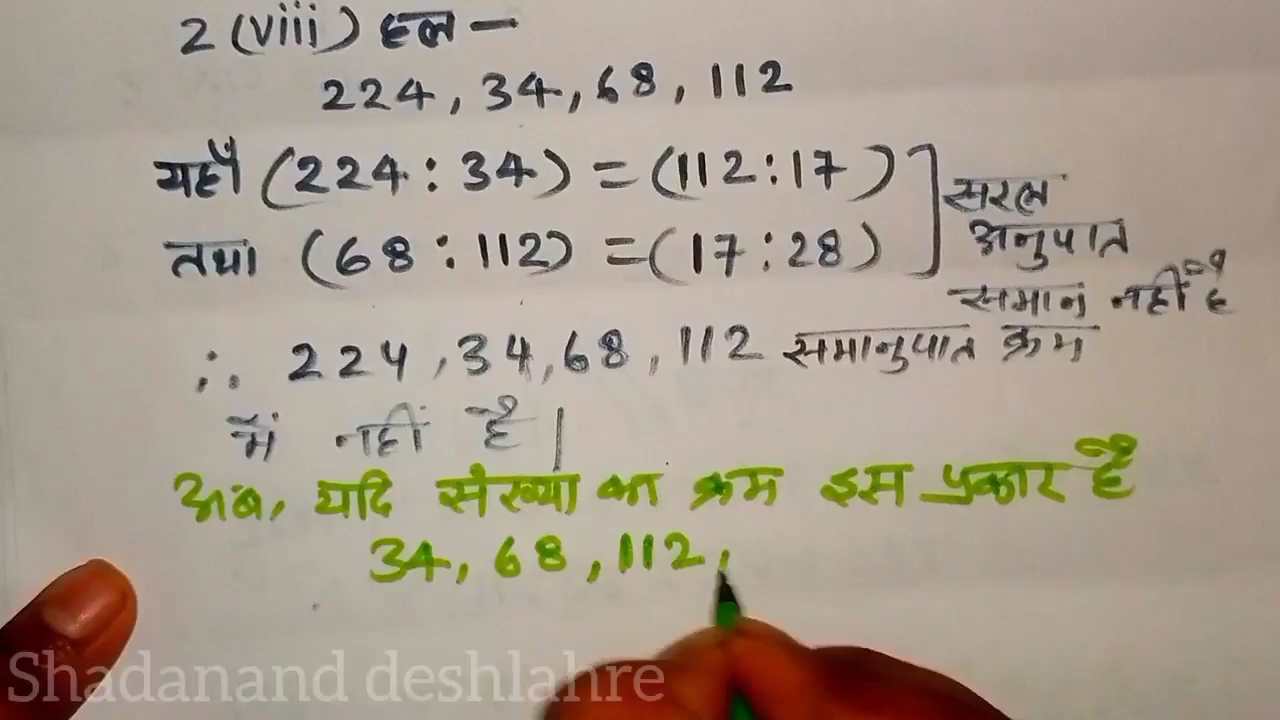 2 (viii) हल –
224, 34, 68, 112
यहाँ (224 : 34) = (112 : 17)
तथा (68 : 112) = (17 : 28)
सरल
अनुपात
समान नहीं है
∴ 224, 34, 68, 112 समानुपात क्रम
में नहीं है |
अब, यदि संख्या का क्रम इस प्रकार है
34, 68, 112,
Shadanand deshlahre